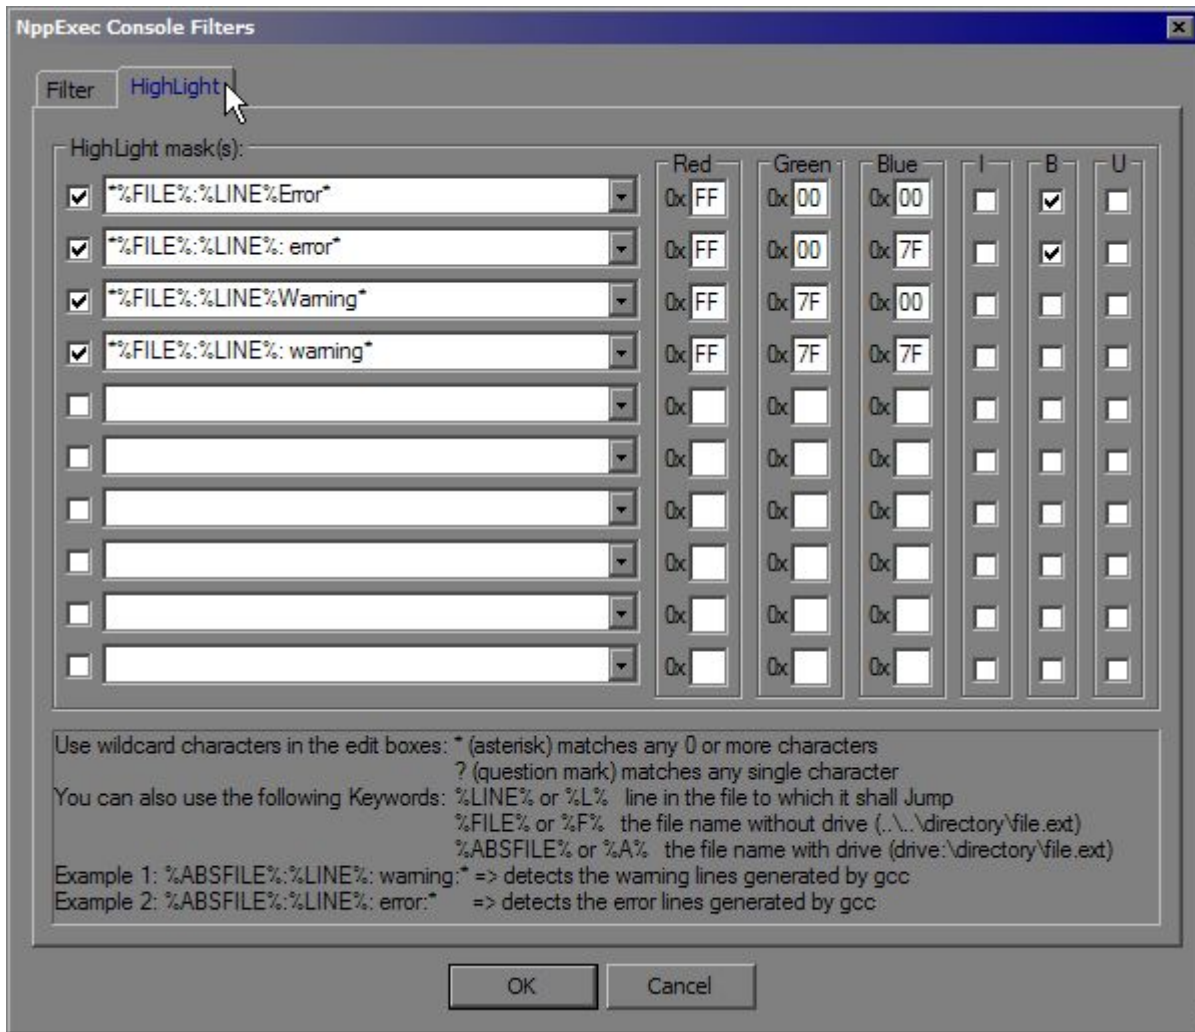 NppExec Console Filters
Filter HighLight
HighLight mask(s): Red Green Blue I B U
*%FILE%:%LINE%Error* 0x FF 0x 00 0x 00
*%FILE%:%LINE%: error* 0x FF 0x 00 0x 7F
*%FILE%:%LINE%Warning* 0x FF 0x 7F 0x 00
*%FILE%:%LINE%: warning* 0x FF 0x 7F 0x 7F
0x 0x 0x
0x 0x 0x
0x 0x 0x
0x 0x 0x
0x 0x 0x
0x 0x 0x
Use wildcard characters in the edit boxes: * (asterisk) matches any 0 or more characters
? (question mark) matches any single character
You can also use the following Keywords: %LINE% or %L% line in the file to which it shall Jump
%FILE% or %F% the file name without drive (..\..\directory\file.ext)
%ABSFILE% or %A% the file name with drive (drive:\directory\file.ext)
Example 1: %ABSFILE%:%LINE%: warning:* => detects the warning lines generated by gcc
Example 2: %ABSFILE%:%LINE%: error:* => detects the error lines generated by gcc
OK Cancel